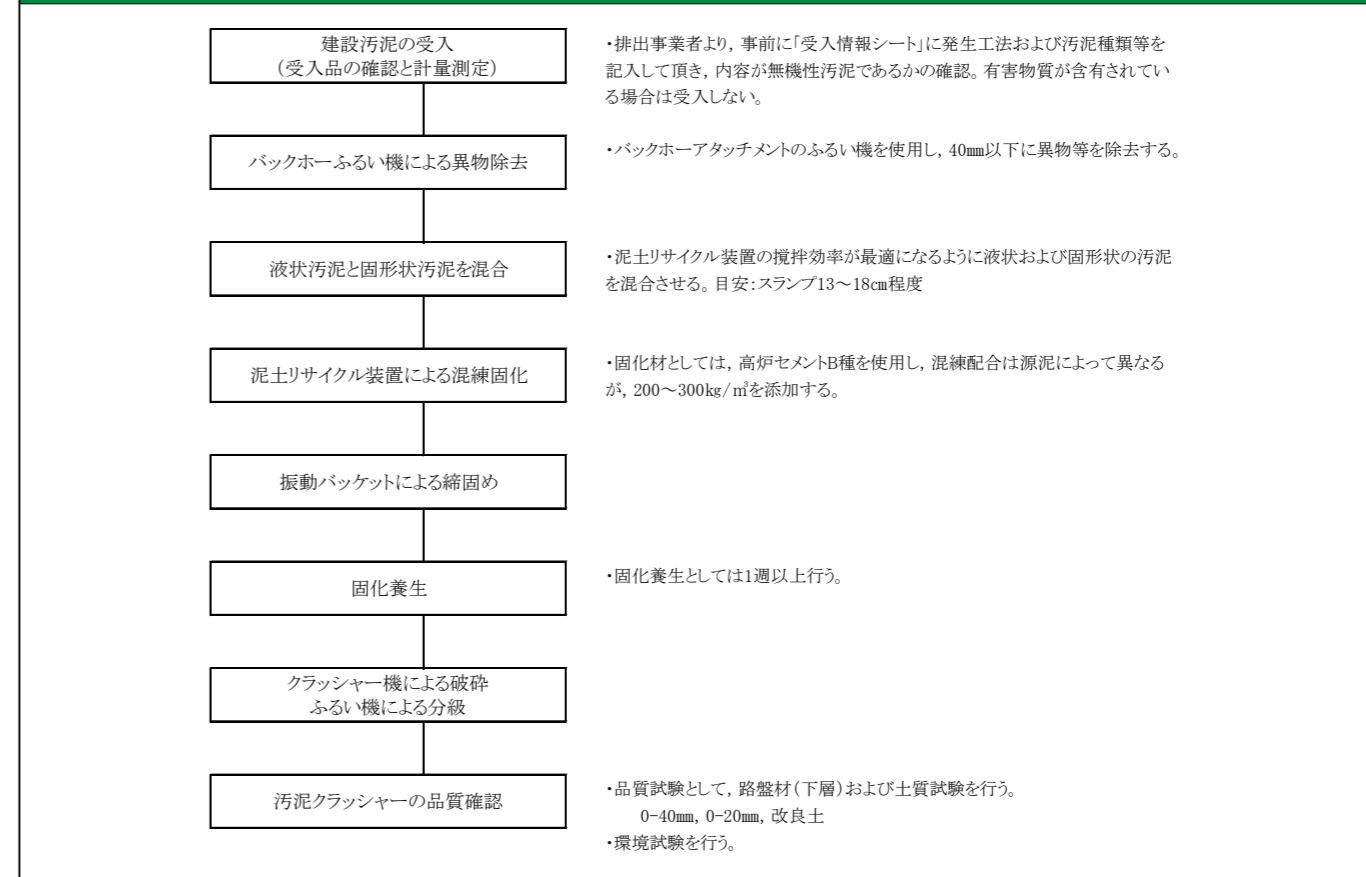 建設汚泥の受入
(受入品の確認と計量測定)
・排出事業者より, 事前に「受入情報シート」に発生工法および汚泥種類等を
記入して頂き, 内容が無機性汚泥であるかの確認。有害物質が含有されてい
る場合は受入しない。
バックホーふるい機による異物除去
・バックホーアタッチメントのふるい機を使用し, 40㎜以下に異物等を除去する。
液状汚泥と固形状汚泥を混合
・泥土リサイクル装置の撹拌効率が最適になるように液状および固形状の汚泥
を混合させる。目安:スランプ13～18㎝程度
泥土リサイクル装置による混練固化
・固化材としては, 高炉セメントB種を使用し, 混練配合は源泥によって異なる
が, 200～300㎏/㎥を添加する。
振動バッケットによる締固め
固化養生
・固化養生としては1週以上行う。
クラッシャー機による破砕
ふるい機による分級
汚泥クラッシャーの品質確認
・品質試験として, 路盤材(下層)および土質試験を行う。
0-40㎜, 0-20㎜, 改良土
・環境試験を行う。